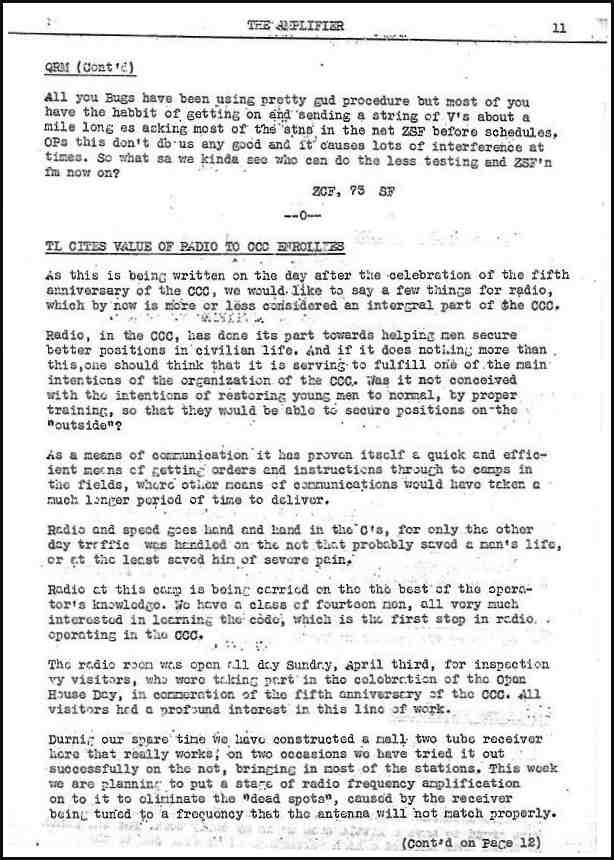 THE AMPLIFIER 11
QRM (Cont'd)
All you Bugs have been using pretty gud procedure but most of you
have the habbit of getting on and sending a string of V's about a
mile long es asking most of the stns in the net ZSF before schedules,
OPs this don't do us any good and it causes lots of interference at
times. So what sa we kinda see who can do the less testing and ZSF'n
fm now on?
ZCF, 73 SF
--0--
TL CITES VALUE OF RADIO TO CCC ENROLLEES
As this is being written on the day after the celebration of the fifth
anniversary of the CCC, we would like to say a few things for radio,
which by now is more or less considered an intergral part of the CCC.
Radio, in the CCC, has done its part towards helping men secure
better positions in civilian life. And if it does nothing more than
this,one should think that it is serving to fulfill one of the main
intentions of the organization of the CCC. Was it not conceived
with the intentions of restoring young men to normal, by proper
training, so that they would be able to secure positions on the
"outside"?
As a means of communication it has proven itself a quick and effic-
ient means of getting orders and instructions through to camps in
the fields, where other means of communications would have taken a
much longer period of time to deliver.
Radio and speed goes hand and hand in the C's, for only the other
day traffic was handled on the net that probably saved a man's life,
or at the least saved him of severe pain.
Radio at this camp is being carried on the the best of the opera-
tor's knowledge. We have a class of fourteen men, all very much
interested in learning the code, which is the first step in radio
operating in the CCC.
The radio room was open all day Sunday, April third, for inspection
vy visitors, who were taking part in the celebration of the Open
House Day, in commeration of the fifth anniversary of the CCC. All
visitors had a profound interest in this line of work.
Durnig our spare time we have constructed a mall two tube receiver
here that really works; on two occasions we have tried it out
successfully on the net, bringing in most of the stations. This week
we are planning to put a stage of radio frequency amplification
on to it to eliminate the "dead spots", caused by the receiver
being tuned to a frequency that the antenna will not match properly.
(Cont'd on Page 12)